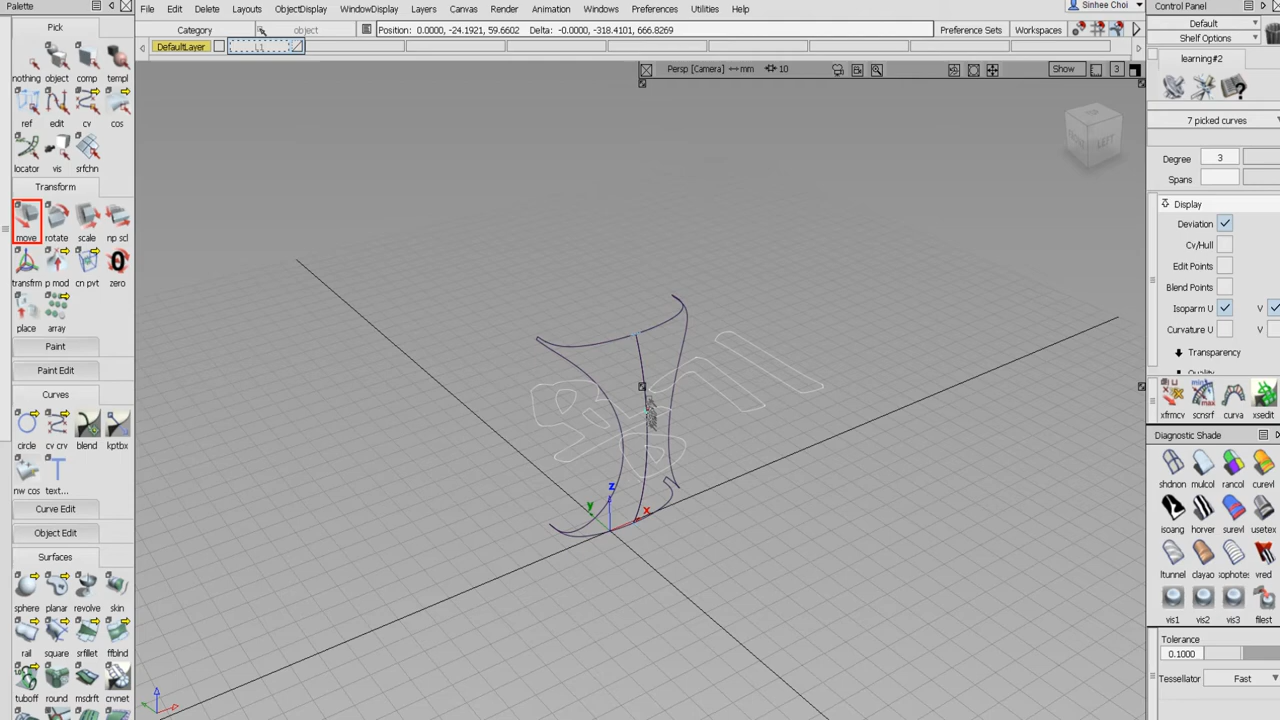 Palette
Pick
nothing object comp templ
ref edit cv cos
locator vis srfchn
Transform
move rotate scale np scl
transfrm p mod cn pvt zero
place array
Paint
Paint Edit
Curves
circle cv crv blend kptbx
nw cos text...
Curve Edit
Object Edit
Surfaces
sphere planar revolve skin
rail square srfillet ffblnd
tuboff round msdrft crvnet
File Edit Delete Layouts ObjectDisplay WindowDisplay Layers Canvas Render Animation Windows Preferences Utilities Help
Sinhee Choi
Category object
Position: 0.0000, -24.1921, 59.6602 Delta: -0.0000, -318.4101, 666.8269
Preference Sets Workspaces
DefaultLayer L1
Persp [Camera] mm 10
Show 3
LEFT
z
y
x
Control Panel
Default
Shelf Options
learning#2
7 picked curves
Degree 3
Spans
Display
Deviation
Cv/Hull
Edit Points
Blend Points
Isoparm U V
Curvature U V
Transparency
xfrmcv scnsrf curva xsedit
Diagnostic Shade
shdnon mulcol rancol curevl
isoang horver surevl usetex
ltunnel clayao isophotes vred
vis1 vis2 vis3 filest
Tolerance
0.1000
Tessellator Fast